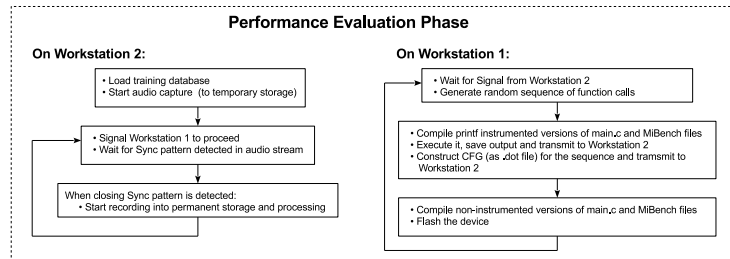 Performance Evaluation Phase
On Workstation 2:
• Load training database
• Start audio capture (to temporary storage)
• Signal Workstation 1 to proceed
• Wait for Sync pattern detected in audio stream
When closing Sync pattern is detected:
• Start recording into permanent storage and processing
On Workstation 1:
• Wait for Signal from Workstation 2
• Generate random sequence of function calls
• Compile printf instrumented versions of main.c and MiBench files
• Execute it, save output and transmit to Workstation 2
• Construct CFG (as .dot file) for the sequence and tramsmit to
Workstation 2
• Compile non-instrumented versions of main.c and MiBench files
• Flash the device